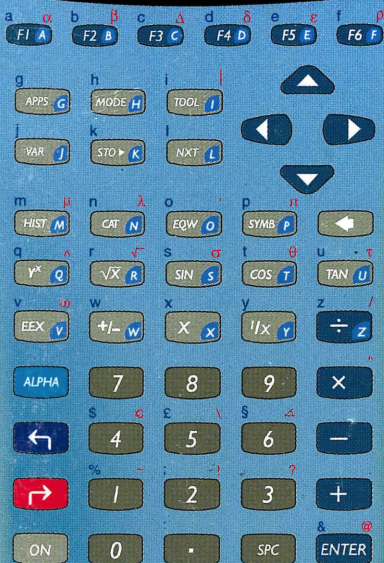 a α b β c Δ d δ e ε f ρ
F1 A F2 B F3 C F4 D F5 E F6 F
g h i |
APPS G MODE H TOOL I
j k l
VAR J STO▶ K NXT L
m μ n λ o ' p π
HIST M CAT N EQW O SYMB P
q ^ r √ s σ t θ u τ
Yˣ Q √X R SIN S COS T TAN U
v ω w x x y z /
EEX V +/- W X X 1/X Y ÷ Z
ALPHA 7 8 9 ×
$ € £ \ § ∠
4 5 6 −
% ~ ; ! ?
1 2 3 +
: & @
ON 0 . SPC ENTER